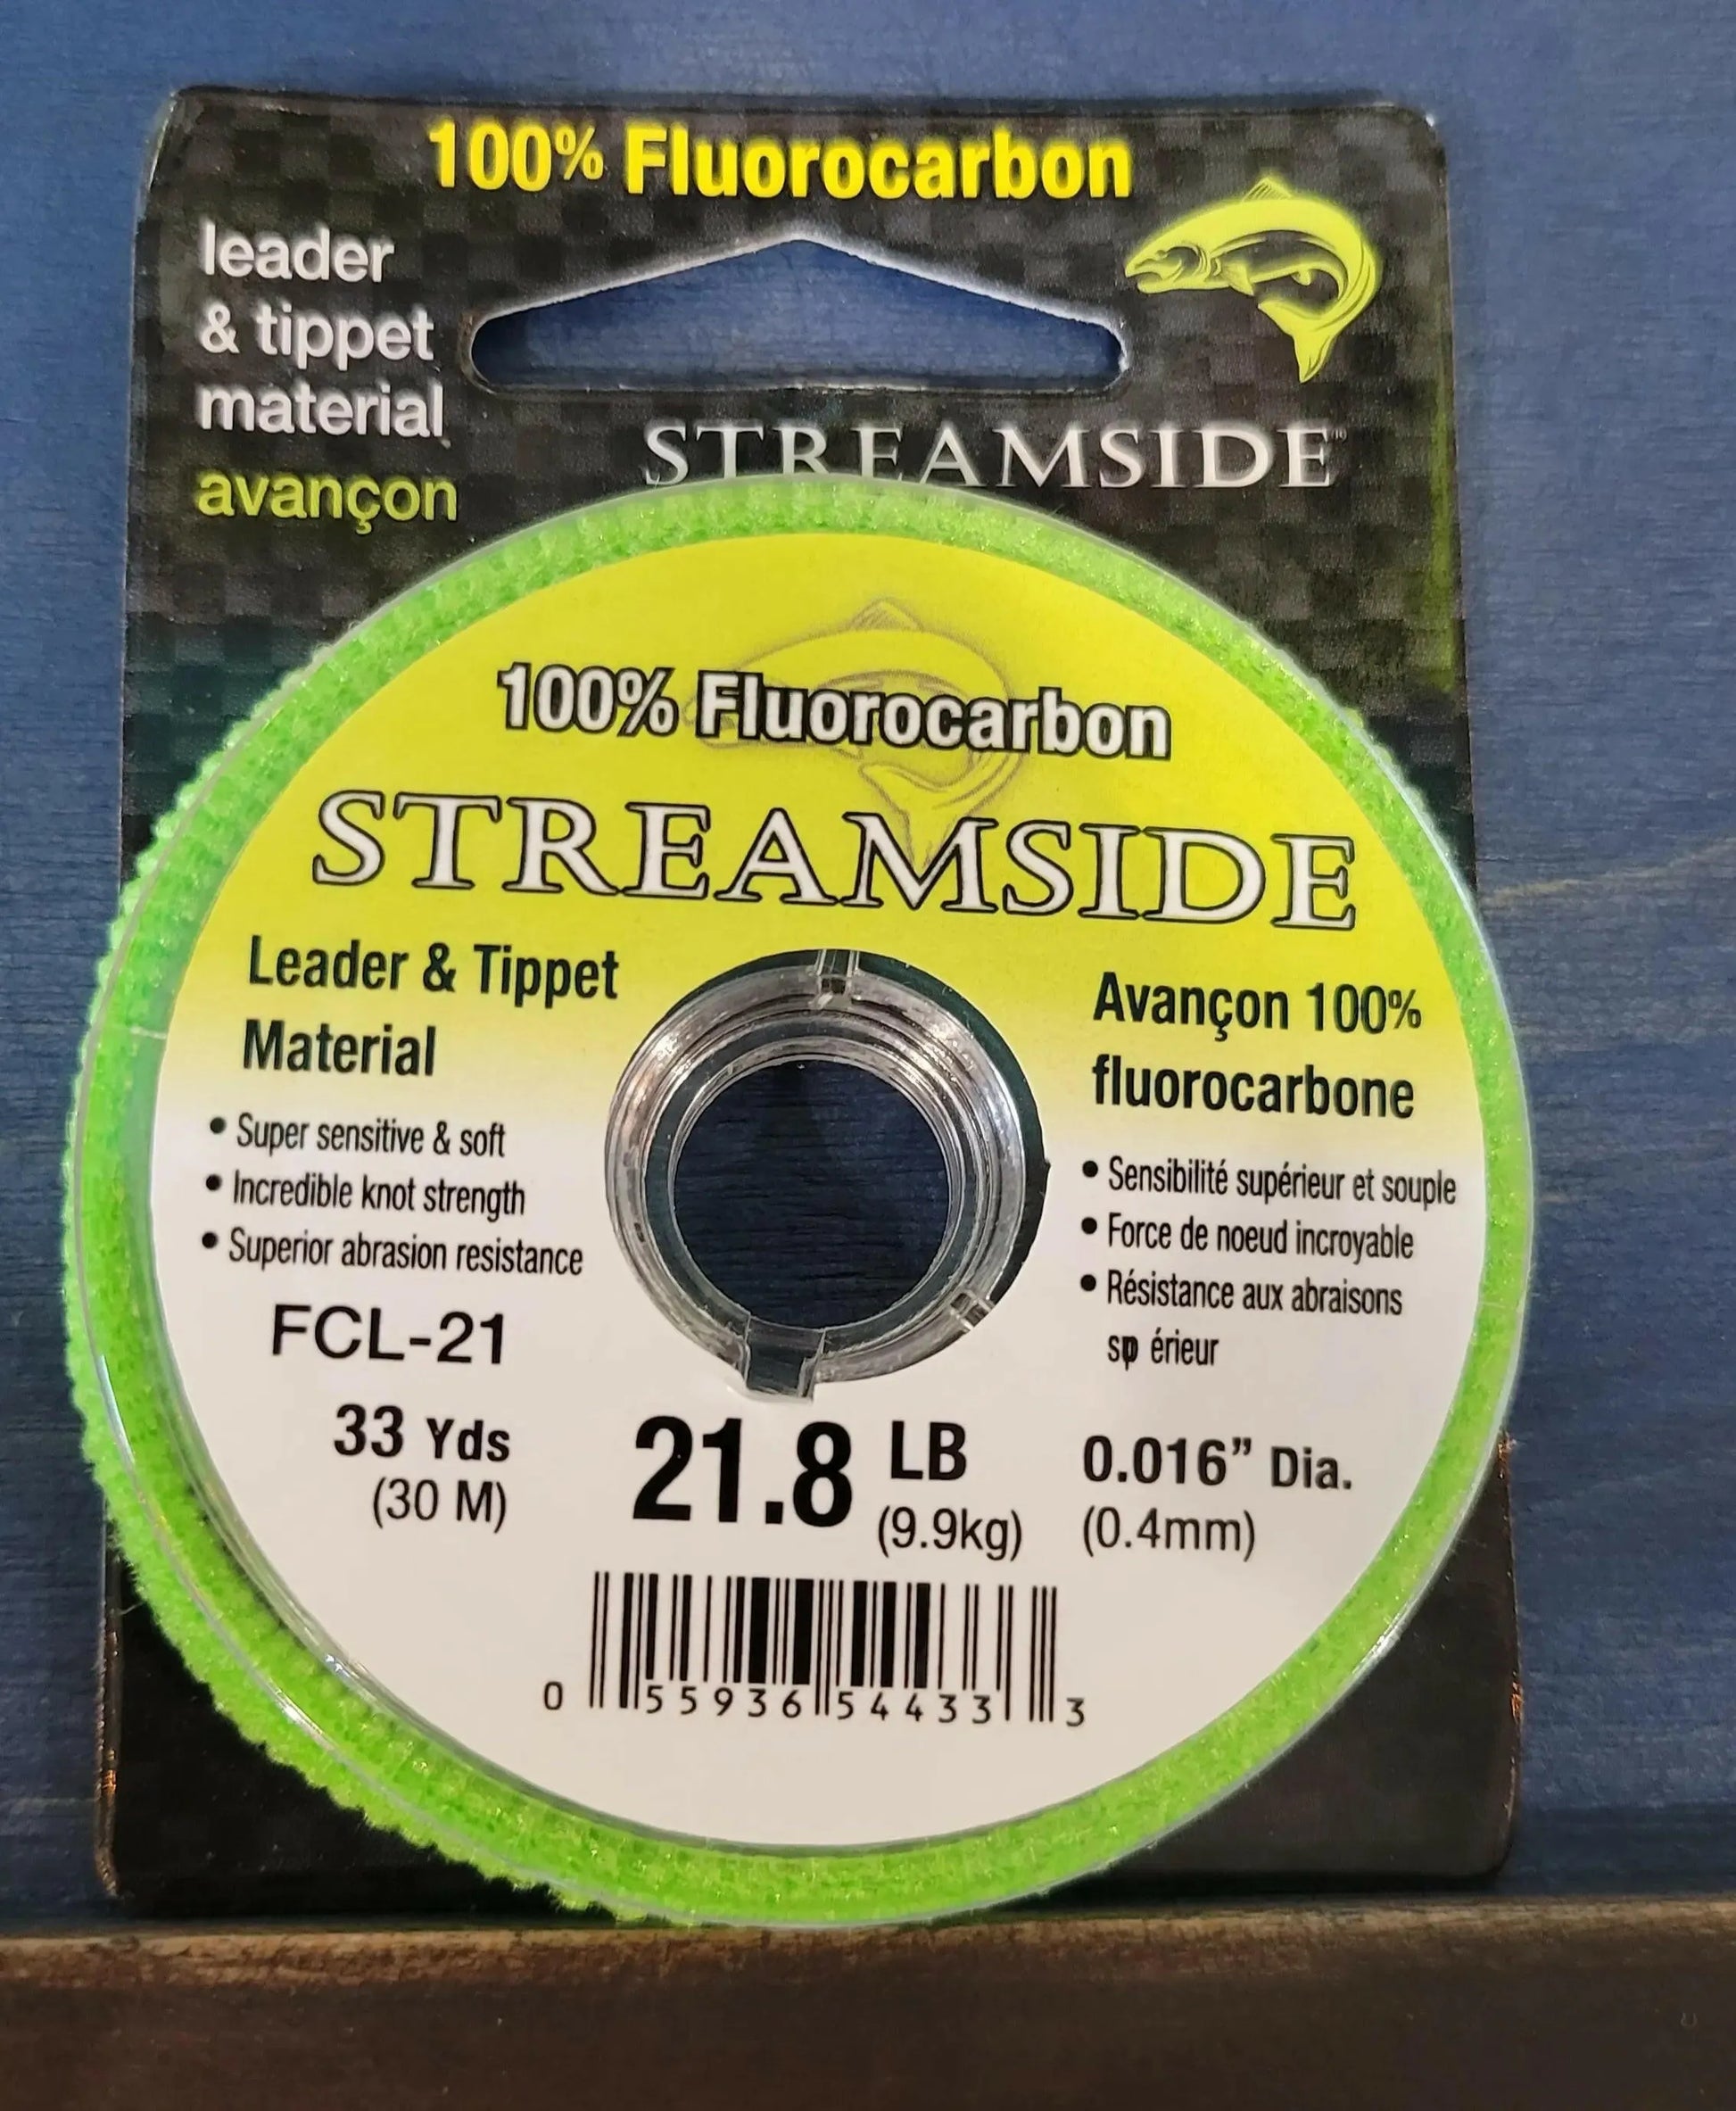 100% Fluorocarbon
leader
& tippet
material
avançon
STREAMSIDE™
100% Fluorocarbon
STREAMSIDE
Leader & Tippet
Material
• Super sensitive & soft
• Incredible knot strength
• Superior abrasion resistance
FCL-21
33 Yds
(30 M)
Avançon 100%
fluorocarbone
• Sensibilité supérieur et souple
• Force de noeud incroyable
• Résistance aux abraisons
sp érieur
21.8 LB
(9.9kg)
0.016” Dia.
(0.4mm)
0 55936 54433 3